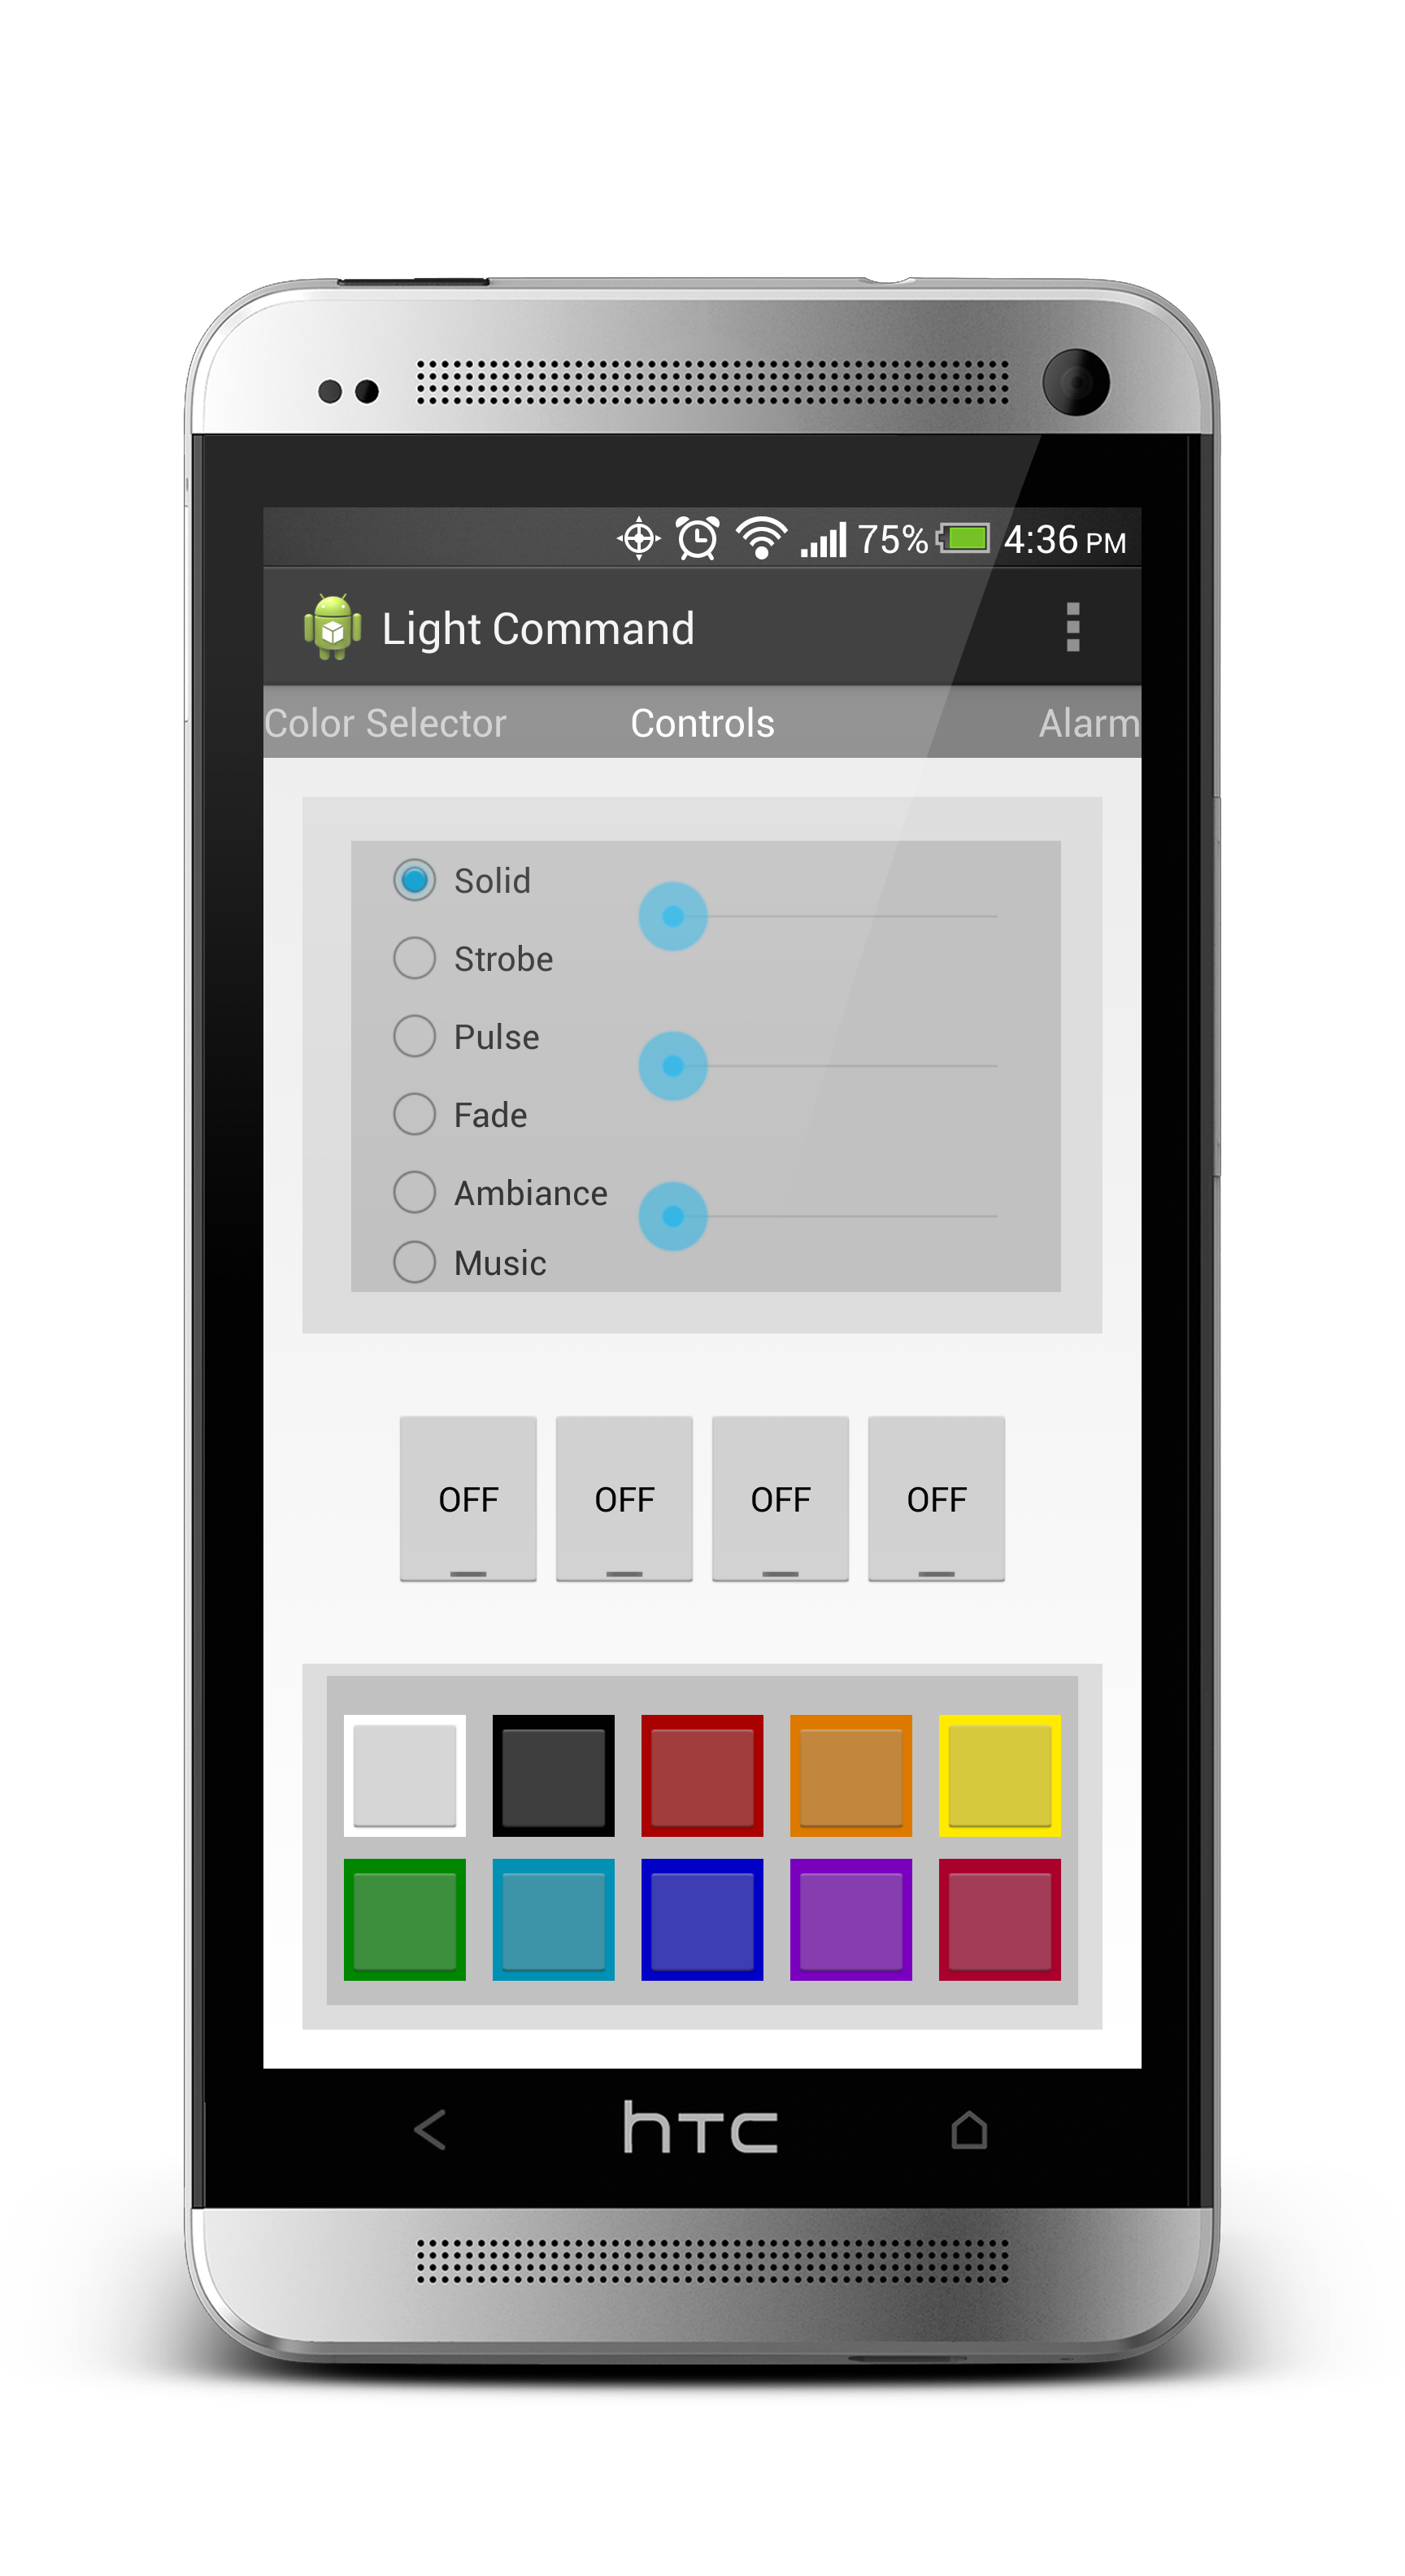 75% 4:36 PM
Light Command
Color Selector Controls Alarm
Solid
Strobe
Pulse
Fade
Ambiance
Music
OFF OFF OFF OFF
hTC